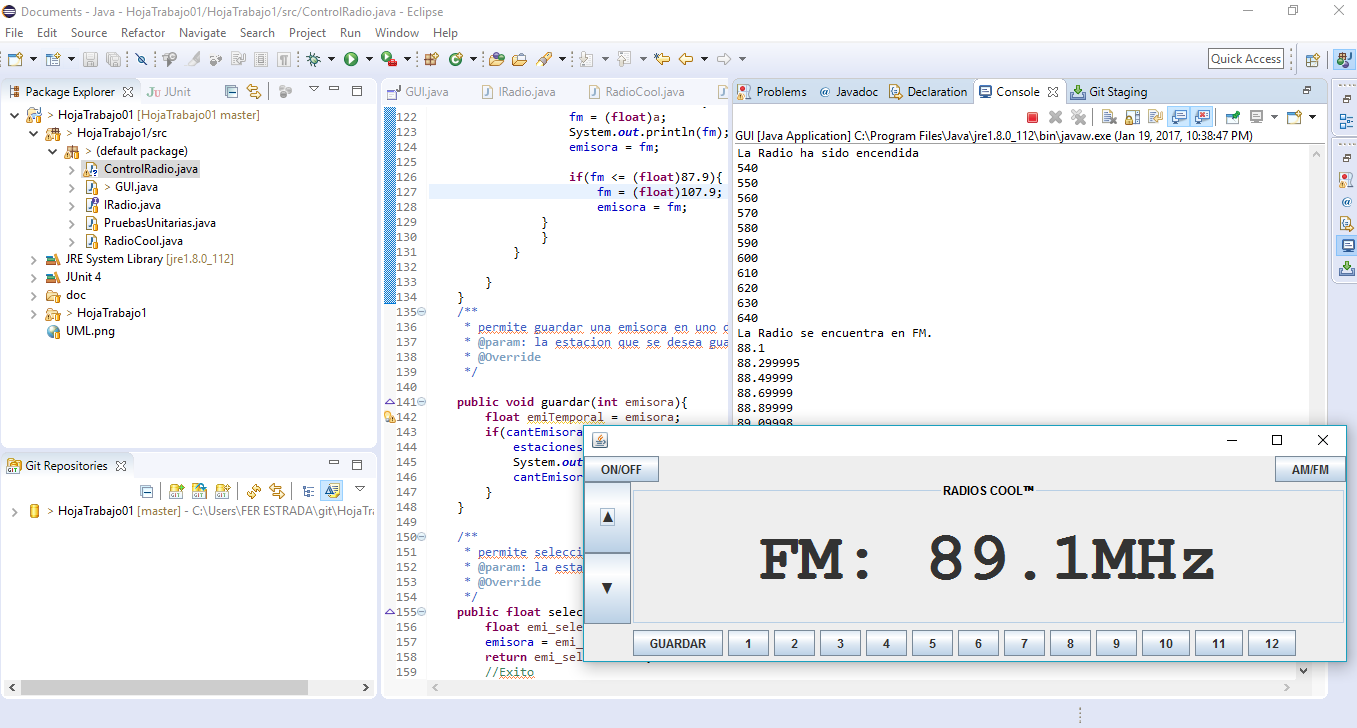 Documents - Java - HojaTrabajo01/HojaTrabajo1/src/ControlRadio.java - Eclipse
File Edit Source Refactor Navigate Search Project Run Window Help
Quick Access
Package Explorer JUnit
> HojaTrabajo01 [HojaTrabajo01 master]
> HojaTrabajo1/src
> (default package)
ControlRadio.java
> GUI.java
IRadio.java
PruebasUnitarias.java
RadioCool.java
JRE System Library [jre1.8.0_112]
JUnit 4
doc
> HojaTrabajo1
UML.png
Git Repositories
> HojaTrabajo01 [master] - C:\Users\FER ESTRADA\git\HojaTra
GUI.java IRadio.java RadioCool.java
122 fm = (float)a;
123 System.out.println(fm);
124 emisora = fm;
125
126 if(fm <= (float)87.9){
127 fm = (float)107.9;
128 emisora = fm;
129 }
130 }
131 }
132
133 }
134 }
135 /**
136 * permite guardar una emisora en uno
137 * @param: la estacion que se desea gua
138 * @Override
139 */
140
141 public void guardar(int emisora){
142 float emiTemporal = emisora;
143 if(cantEmisora
144 estaciones
145 System.out
146 cantEmisor
147 }
148 }
149
150 /**
151 * permite selecci
152 * @param: la esta
153 * @Override
154 */
155 public float selec
156 float emi_sele
157 emisora = emi_
158 return emi_sel
159 //Exito
Problems @ Javadoc Declaration Console Git Staging
GUI [Java Application] C:\Program Files\Java\jre1.8.0_112\bin\javaw.exe (Jan 19, 2017, 10:38:47 PM)
La Radio ha sido encendida
540
550
560
570
580
590
600
610
620
630
640
La Radio se encuentra en FM.
88.1
88.299995
88.49999
88.69999
88.89999
89.09998
ON/OFF AM/FM
RADIOS COOL™
▲
FM: 89.1MHz
▼
GUARDAR 1 2 3 4 5 6 7 8 9 10 11 12